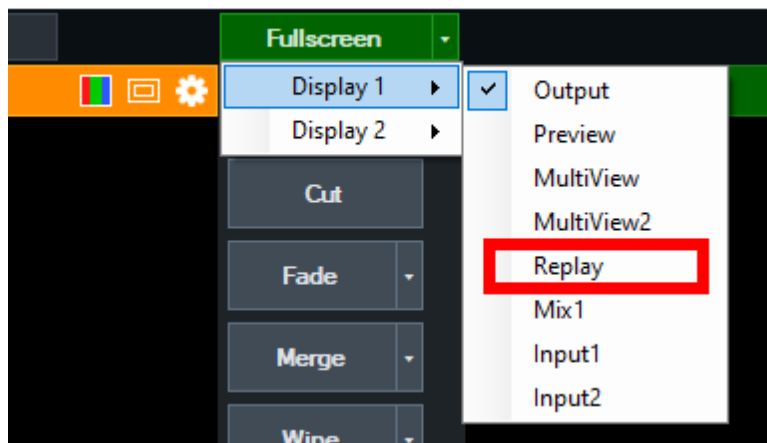 Fullscreen
Display 1
Display 2
Output
Preview
MultiView
MultiView2
Replay
Mix1
Input1
Input2
Cut
Fade
Merge
Wipe